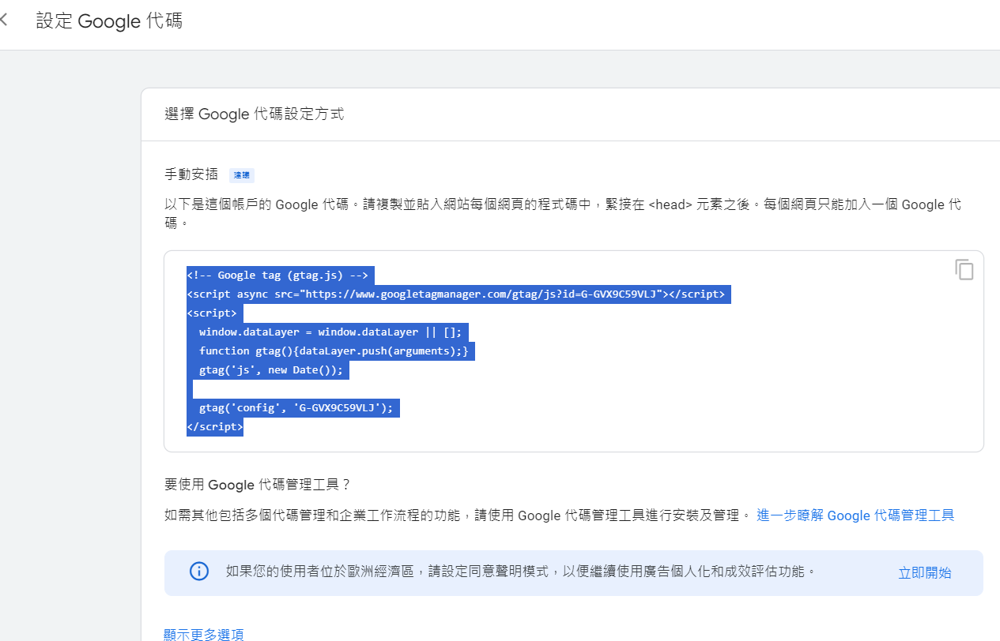 設定 Google 代碼
選擇 Google 代碼設定方式
手動安插 建議
以下是這個帳戶的 Google 代碼。請複製並貼入網站每個網頁的程式碼中，緊接在 <head> 元素之後。每個網頁只能加入一個 Google 代
碼。
<!-- Google tag (gtag.js) -->
<script async src="https://www.googletagmanager.com/gtag/js?id=G-GVX9C59VLJ"></script>
<script>
window.dataLayer = window.dataLayer || [];
function gtag(){dataLayer.push(arguments);}
gtag('js', new Date());
gtag('config', 'G-GVX9C59VLJ');
</script>
要使用 Google 代碼管理工具？
如需其他包括多個代碼管理和企業工作流程的功能，請使用 Google 代碼管理工具進行安裝及管理。 進一步瞭解 Google 代碼管理工具
如果您的使用者位於歐洲經濟區，請設定同意聲明模式，以便繼續使用廣告個人化和成效評估功能。 立即開始
顯示更多選項